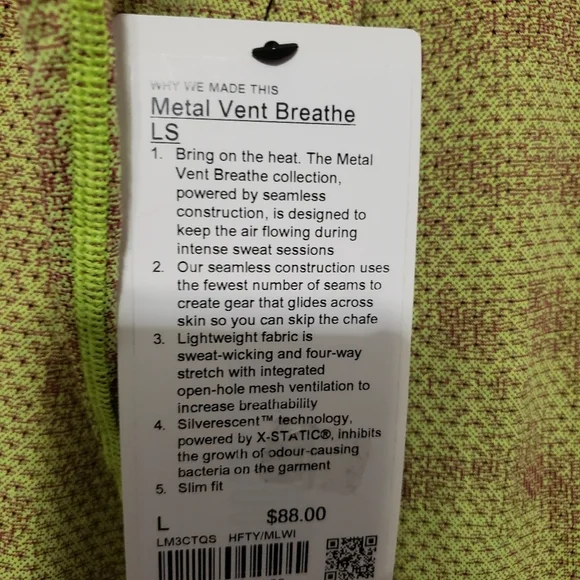 WHY WE MADE THIS
Metal Vent Breathe
LS
1. Bring on the heat. The Metal
Vent Breathe collection,
powered by seamless
construction, is designed to
keep the air flowing during
intense sweat sessions
2. Our seamless construction uses
the fewest number of seams to
create gear that glides across
skin so you can skip the chafe
3. Lightweight fabric is
sweat-wicking and four-way
stretch with integrated
open-hole mesh ventilation to
increase breathability
4. Silverescent™ technology,
powered by X-STATIC®, inhibits
the growth of odour-causing
bacteria on the garment
5. Slim fit
L $88.00
LM3CTQS HFTY/MLWI